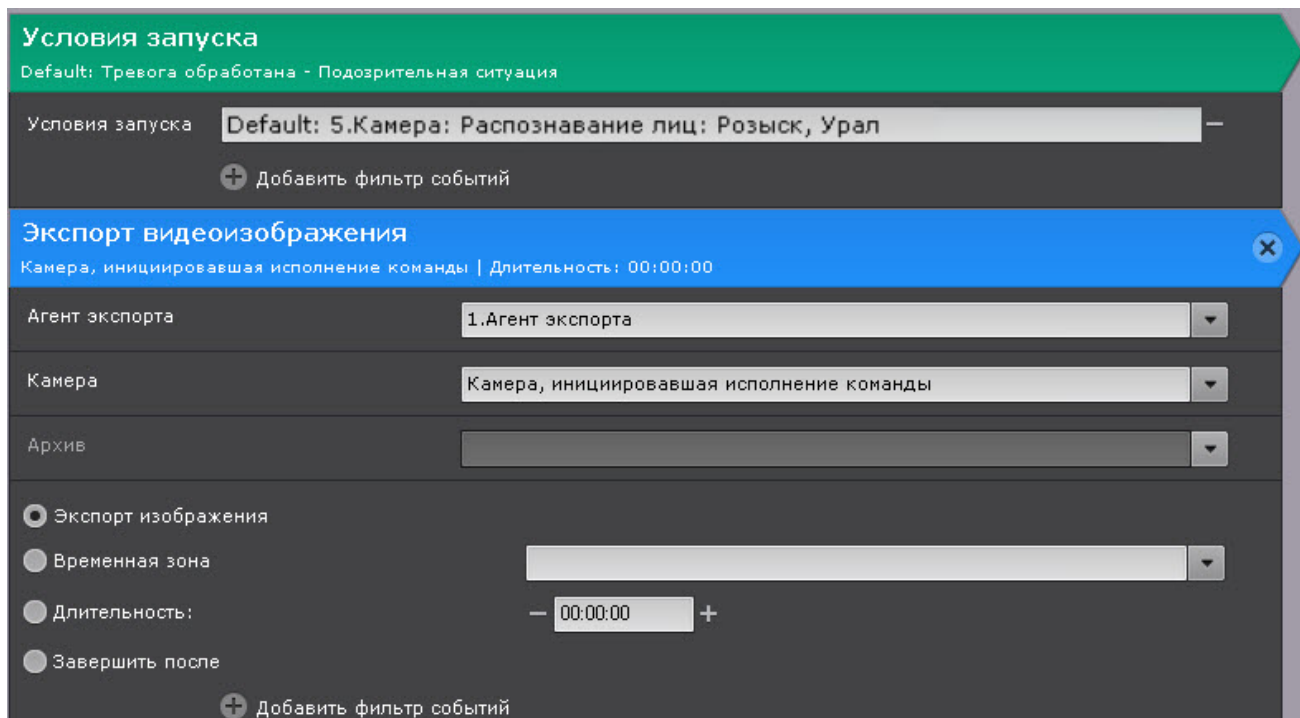 Условия запуска
Default: Тревога обработана - Подозрительная ситуация
Условия запуска Default: 5.Камера: Распознавание лиц: Розыск, Урал
Добавить фильтр событий
Экспорт видеоизображения
Камера, инициировавшая исполнение команды | Длительность: 00:00:00
Агент экспорта 1.Агент экспорта
Камера Камера, инициировавшая исполнение команды
Архив
Экспорт изображения
Временная зона
Длительность: 00:00:00
Завершить после
Добавить фильтр событий